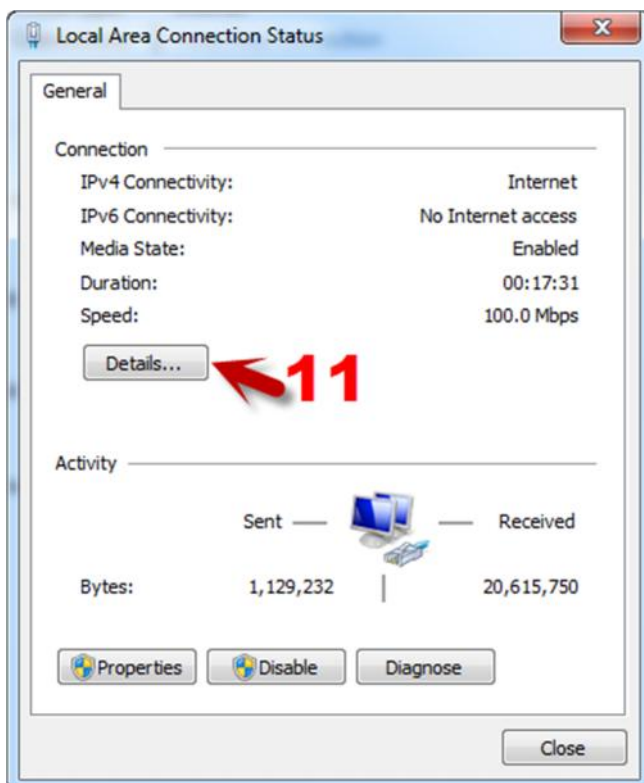 Local Area Connection Status
General
Connection
IPv4 Connectivity: Internet
IPv6 Connectivity: No Internet access
Media State: Enabled
Duration: 00:17:31
Speed: 100.0 Mbps
Details... 11
Activity
Sent Received
Bytes: 1,129,232 20,615,750
Properties Disable Diagnose
Close